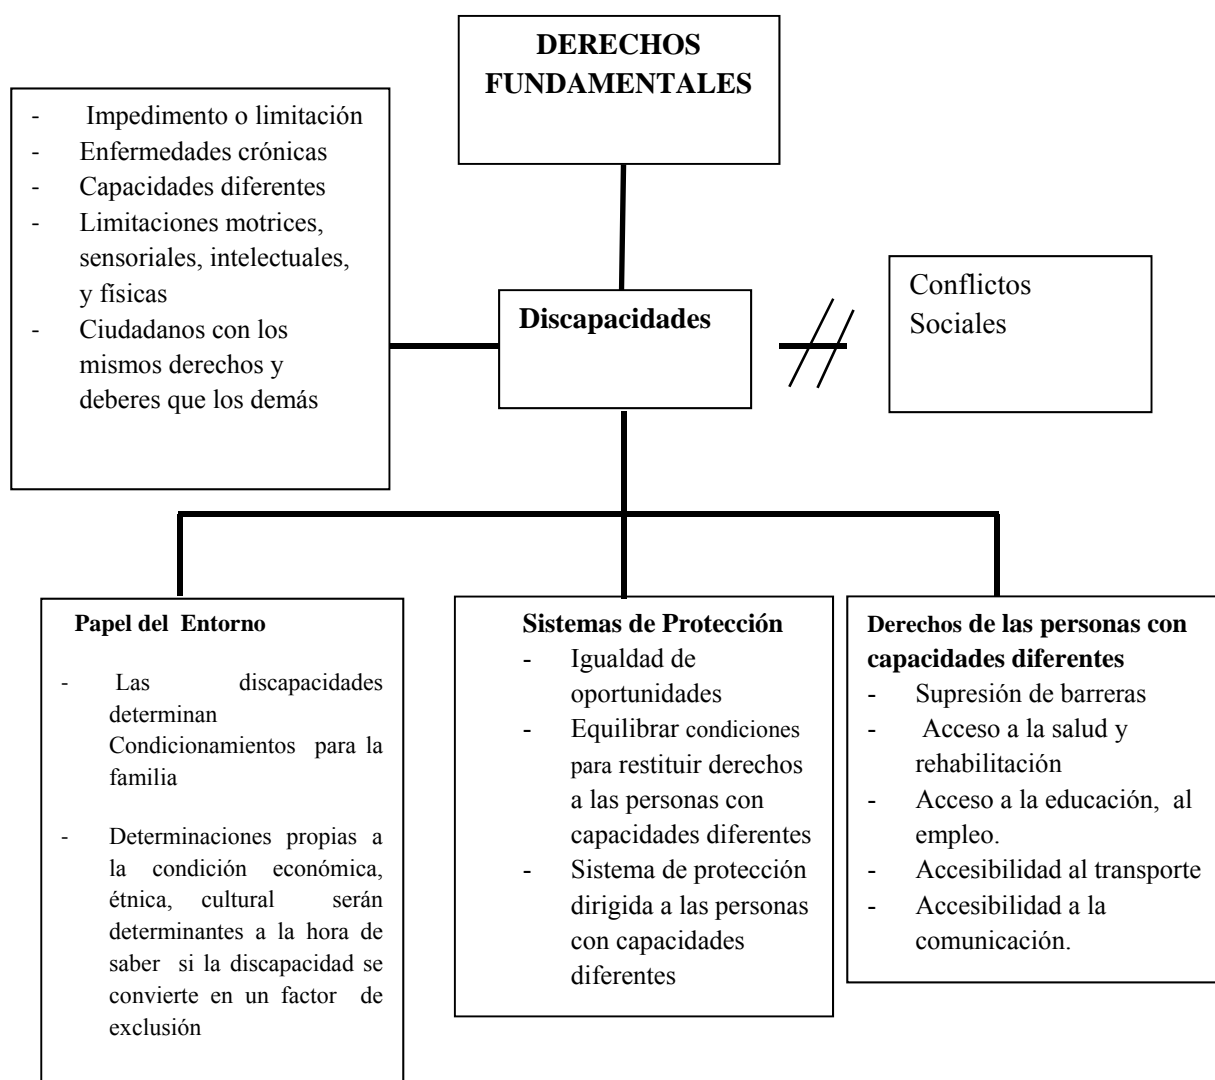 DERECHOS
FUNDAMENTALES
- Impedimento o limitación
- Enfermedades crónicas
- Capacidades diferentes
- Limitaciones motrices,
sensoriales, intelectuales,
y físicas
- Ciudadanos con los
mismos derechos y
deberes que los demás
Discapacidades
Conflictos
Sociales
Papel del Entorno
- Las discapacidades
determinan
Condicionamientos para la
familia
- Determinaciones propias a
la condición económica,
étnica, cultural serán
determinantes a la hora de
saber si la discapacidad se
convierte en un factor de
exclusión
Sistemas de Protección
- Igualdad de
oportunidades
- Equilibrar condiciones
para restituir derechos
a las personas con
capacidades diferentes
- Sistema de protección
dirigida a las personas
con capacidades
diferentes
Derechos de las personas con
capacidades diferentes
- Supresión de barreras
- Acceso a la salud y
rehabilitación
- Acceso a la educación, al
empleo.
- Accesibilidad al transporte
- Accesibilidad a la
comunicación.